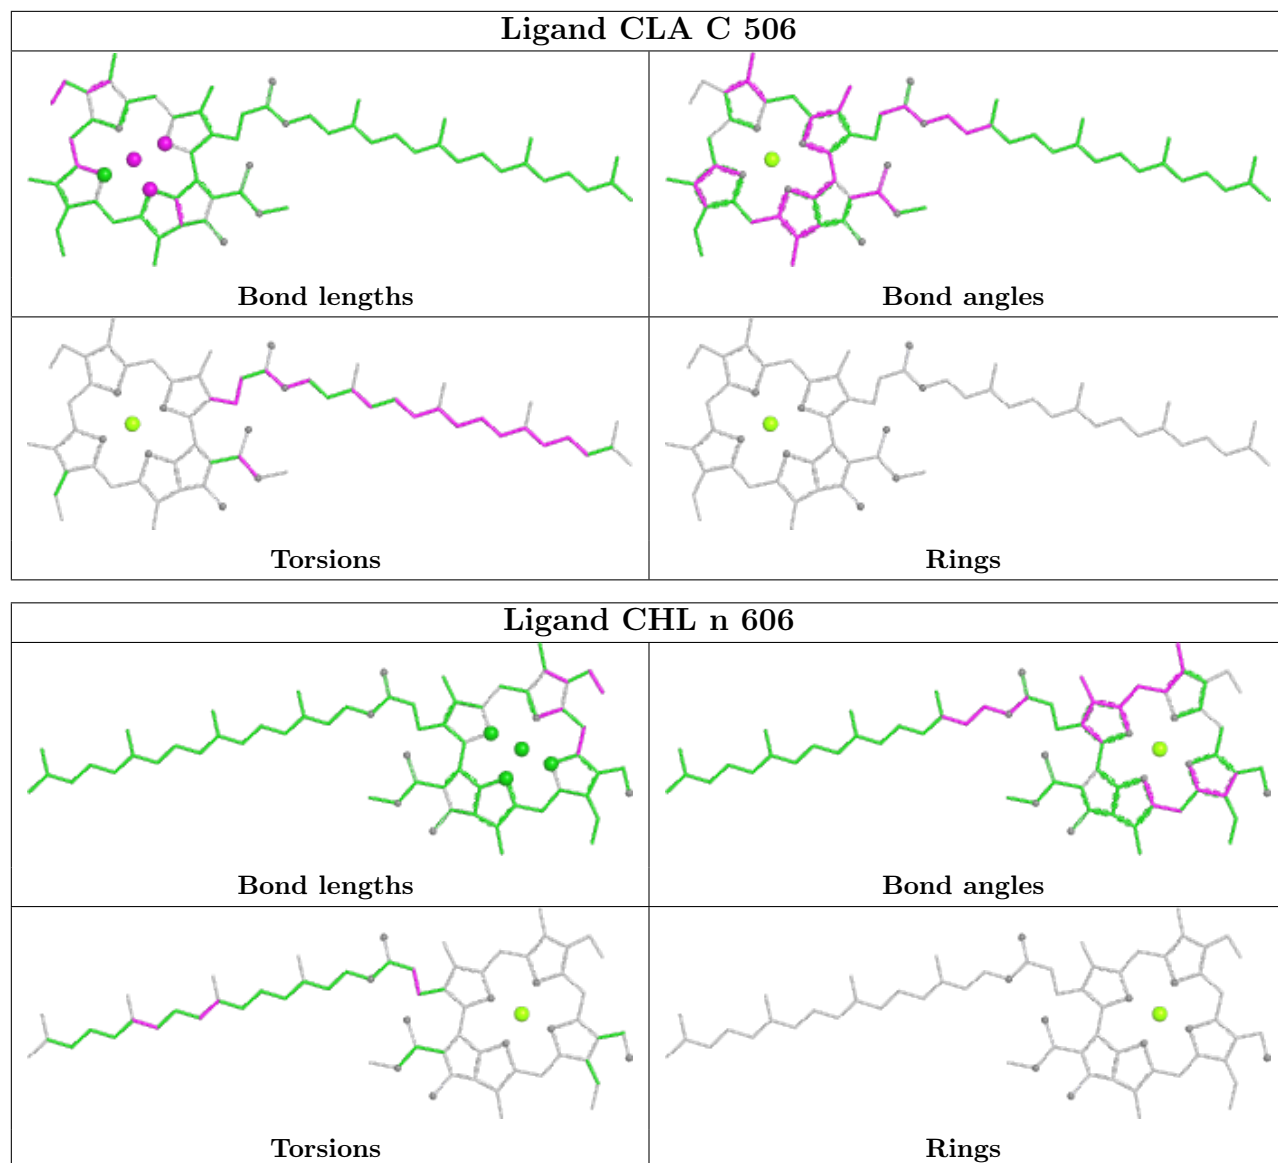 Ligand CLA C 506
Bond lengths
Bond angles
Torsions
Rings
Ligand CHL n 606
Bond lengths
Bond angles
Torsions
Rings